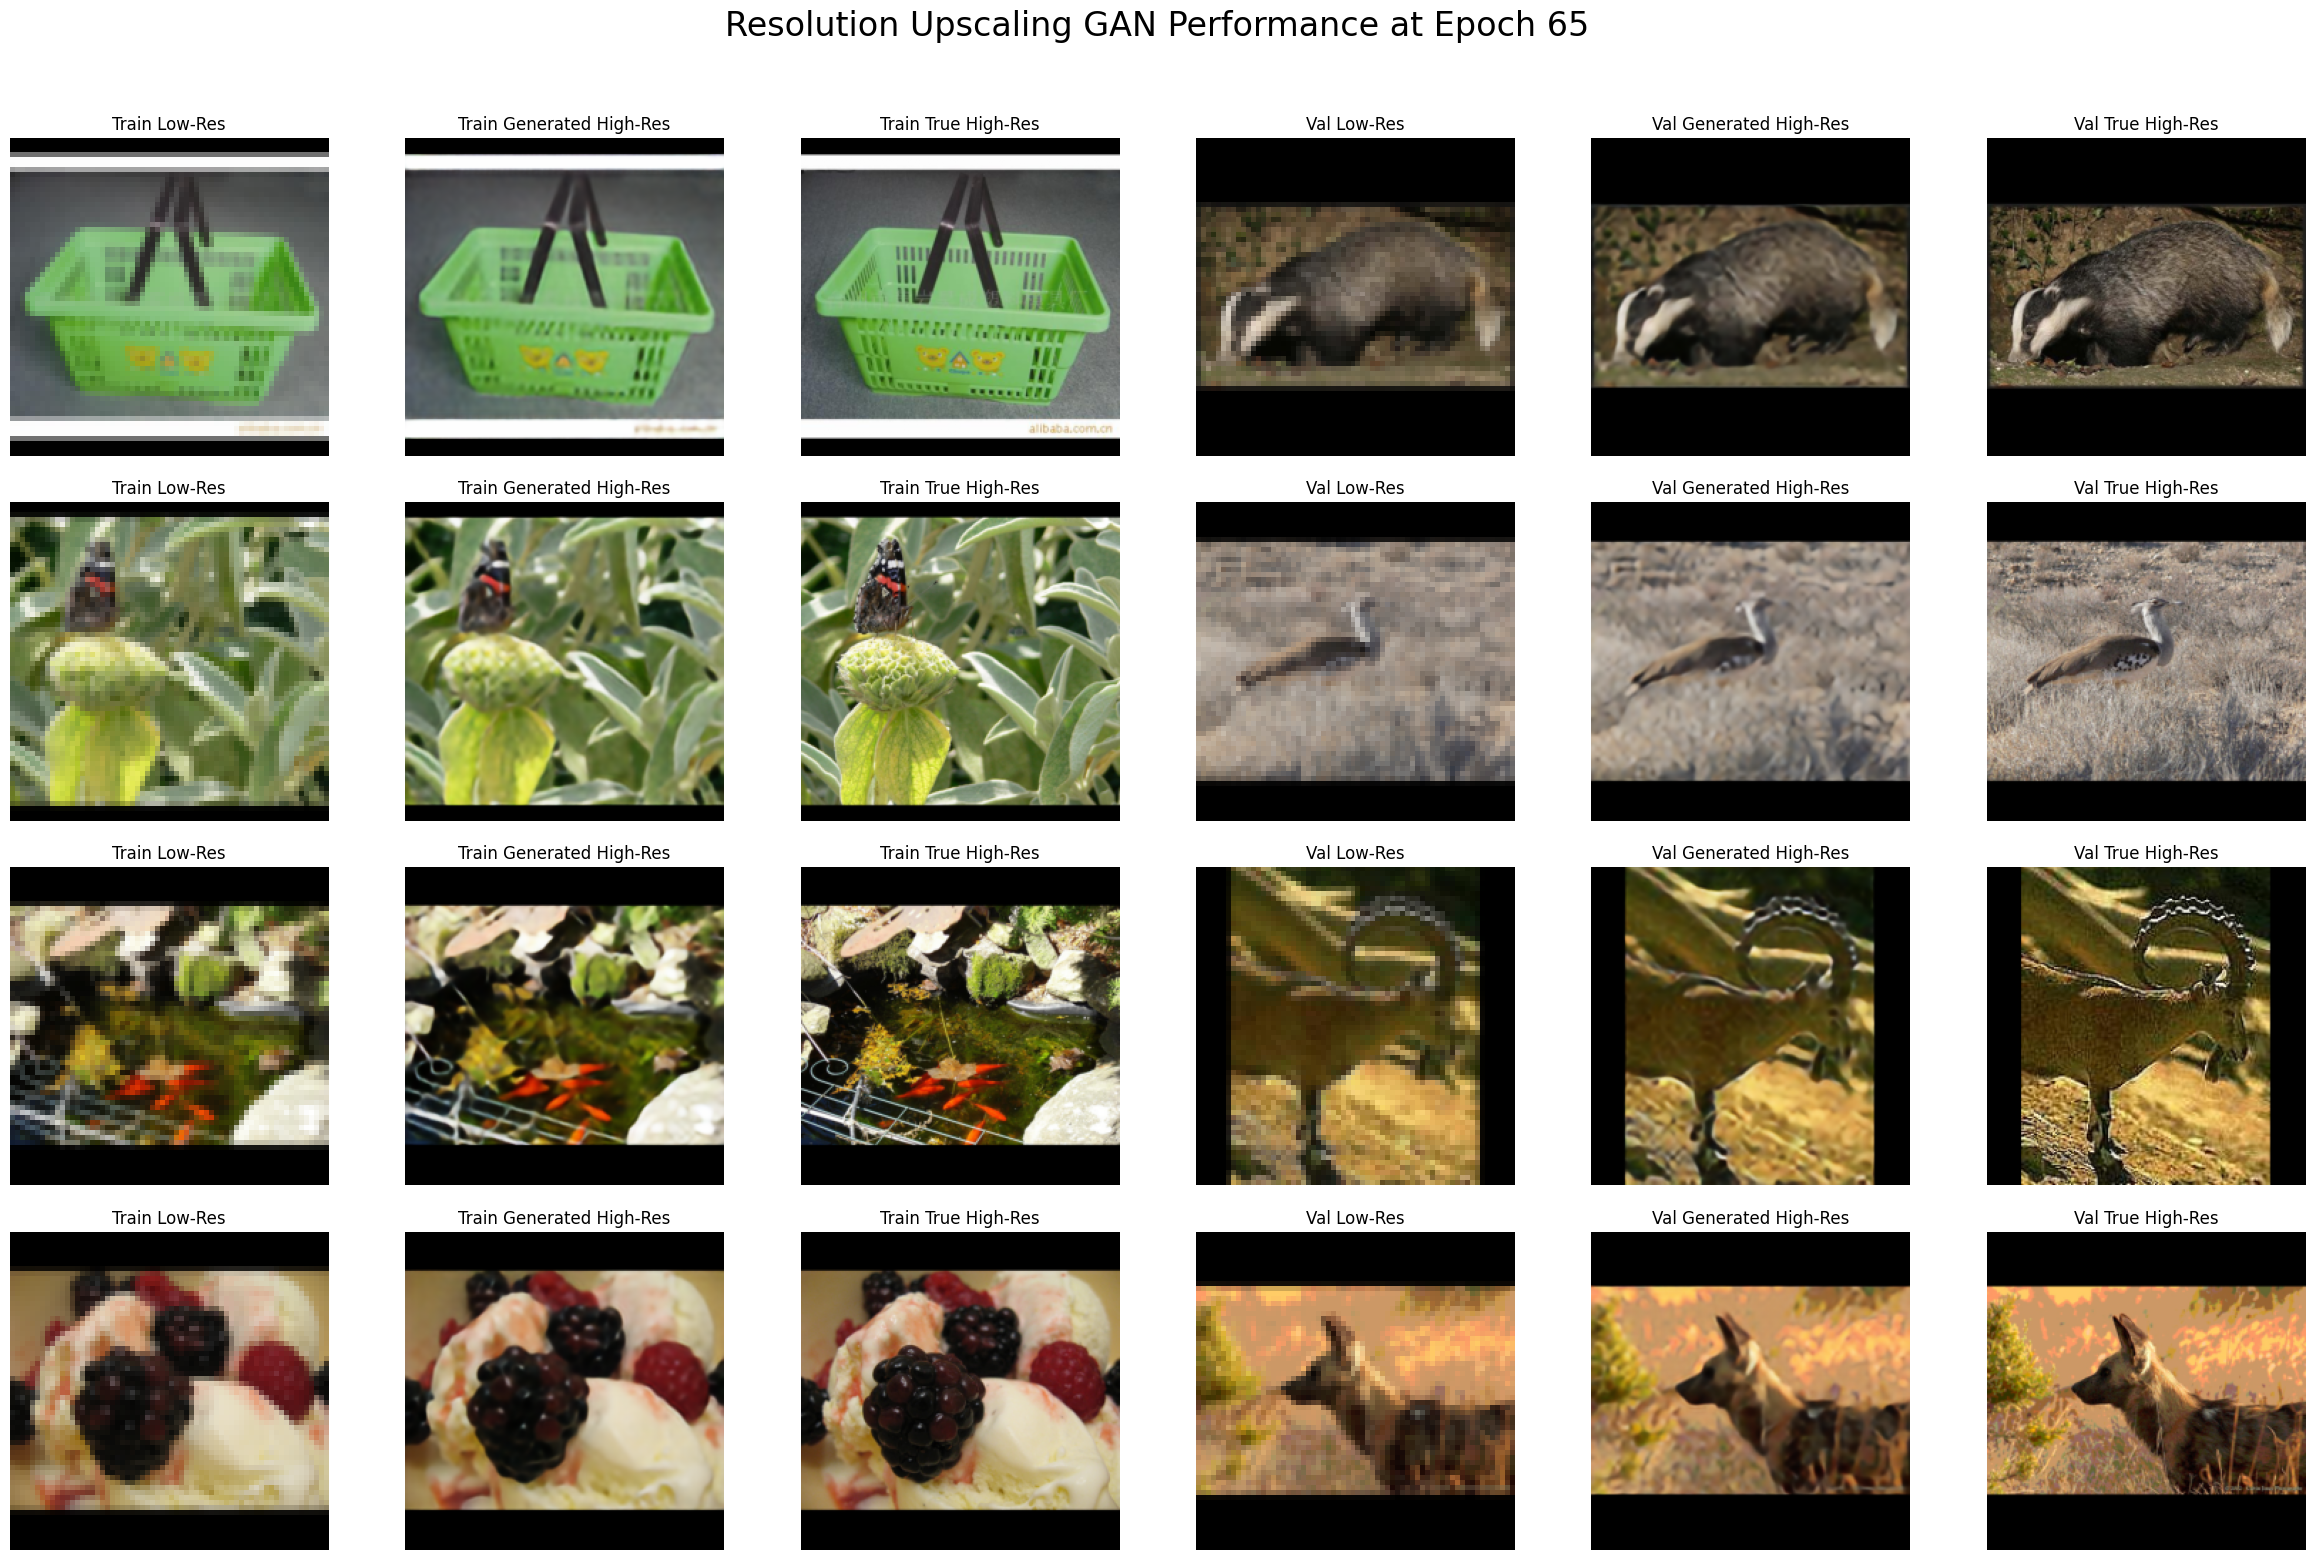 Resolution Upscaling GAN Performance at Epoch 65
Train Low-Res
Train Generated High-Res
Train True High-Res
Val Low-Res
Val Generated High-Res
Val True High-Res
alibaba.com.cn
Train Low-Res
Train Generated High-Res
Train True High-Res
Val Low-Res
Val Generated High-Res
Val True High-Res
Train Low-Res
Train Generated High-Res
Train True High-Res
Val Low-Res
Val Generated High-Res
Val True High-Res
Train Low-Res
Train Generated High-Res
Train True High-Res
Val Low-Res
Val Generated High-Res
Val True High-Res